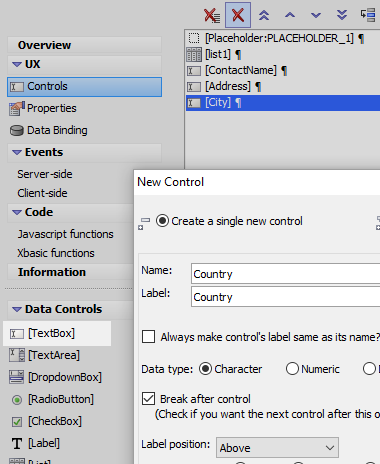 Overview
UX
Controls
Properties
Data Binding
Events
Server-side
Client-side
Code
Javascript functions
Xbasic functions
Information
Data Controls
[TextBox]
[TextArea]
[DropdownBox]
[RadioButton]
[CheckBox]
[Label]
[Placeholder:PLACEHOLDER_1] ¶
[list1] ¶
[ContactName] ¶
[Address] ¶
[City] ¶
New Control
Create a single new control
Name: Country
Label: Country
Always make control's label same as its name?
Data type: Character Numeric
Break after control
(Check if you want the next control after this
Label position: Above